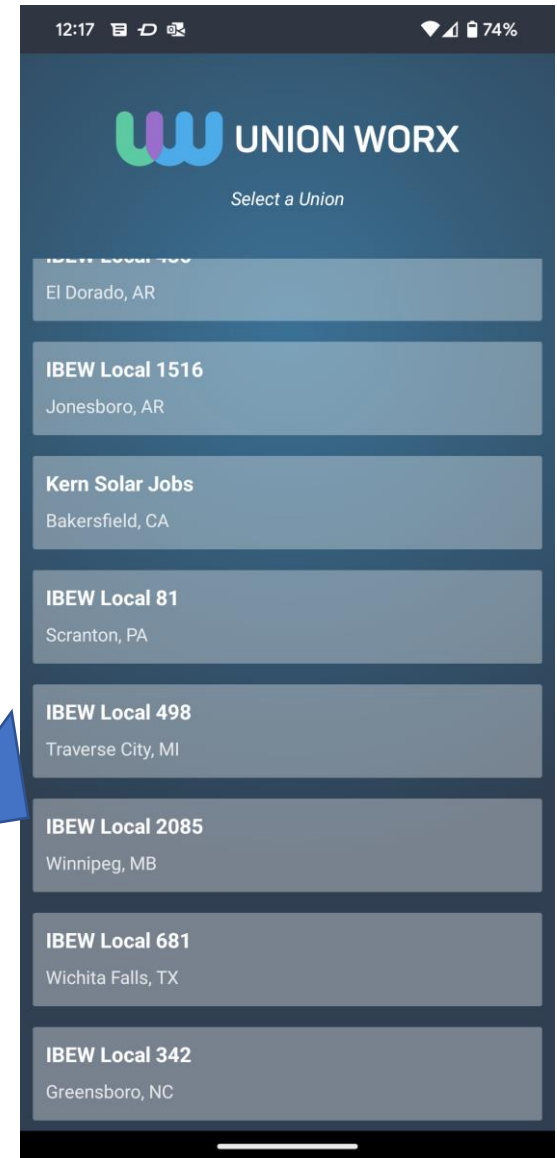 12:17
74%
UNION WORX
Select a Union
El Dorado, AR
IBEW Local 1516
Jonesboro, AR
Kern Solar Jobs
Bakersfield, CA
IBEW Local 81
Scranton, PA
IBEW Local 498
Traverse City, MI
IBEW Local 2085
Winnipeg, MB
IBEW Local 681
Wichita Falls, TX
IBEW Local 342
Greensboro, NC